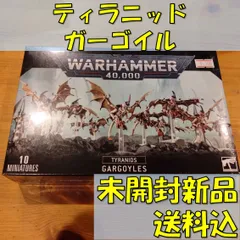 ティラニッド
ガーゴイル
WARHAMMER
40,000
10
MINIATURES
TYRANIDS
GARGOYLES
未開封新品
送料込